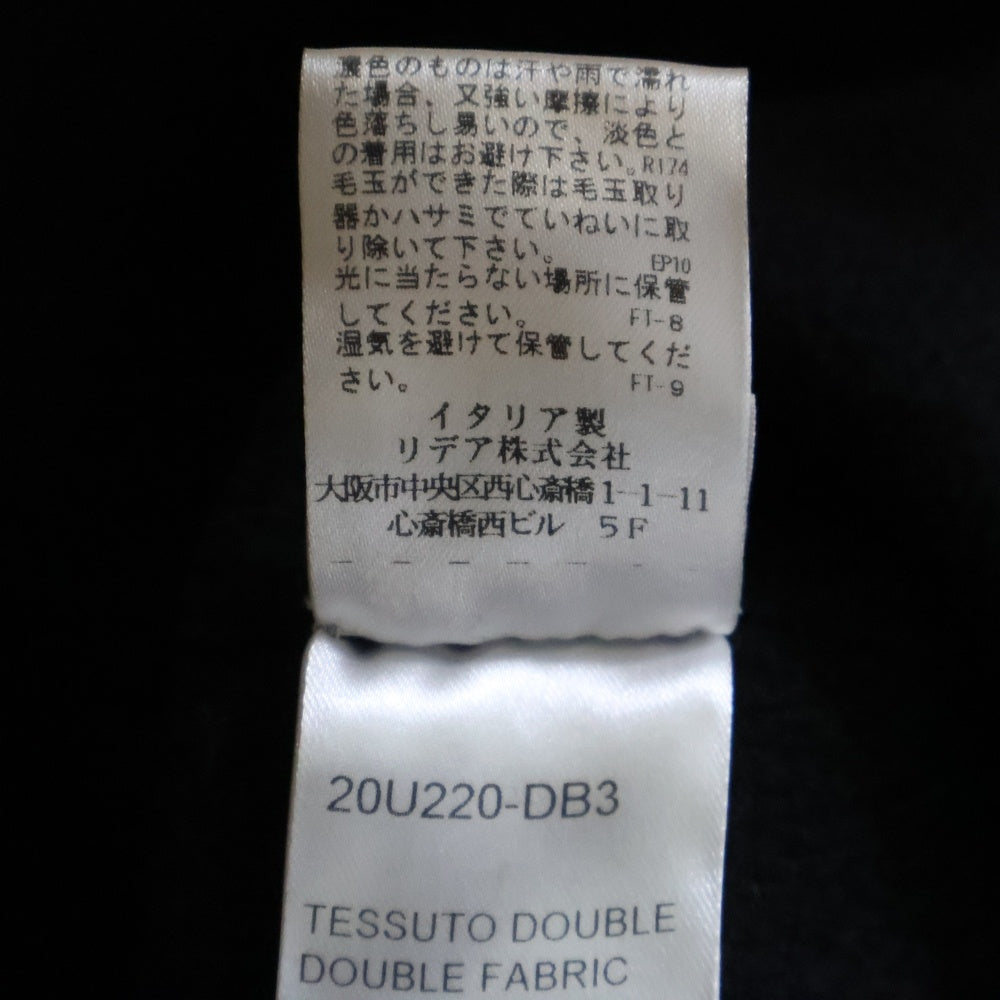 濃色のものは汗や雨で濡れ
た場合、又強い摩擦により
色落ちし易いので、淡色と
の着用はお避け下さい。R174
毛玉ができた際は毛玉取り
器かハサミでていねいに取
り除いて下さい。 EP10
光に当たらない場所に保管
してください。 FT-8
湿気を避けて保管してくだ
さい。 FT-9
イタリア製
リデア株式会社
大阪市中央区西心斎橋1-1-11
心斎橋西ビル 5F
20U220-DB3
TESSUTO DOUBLE
DOUBLE FABRIC